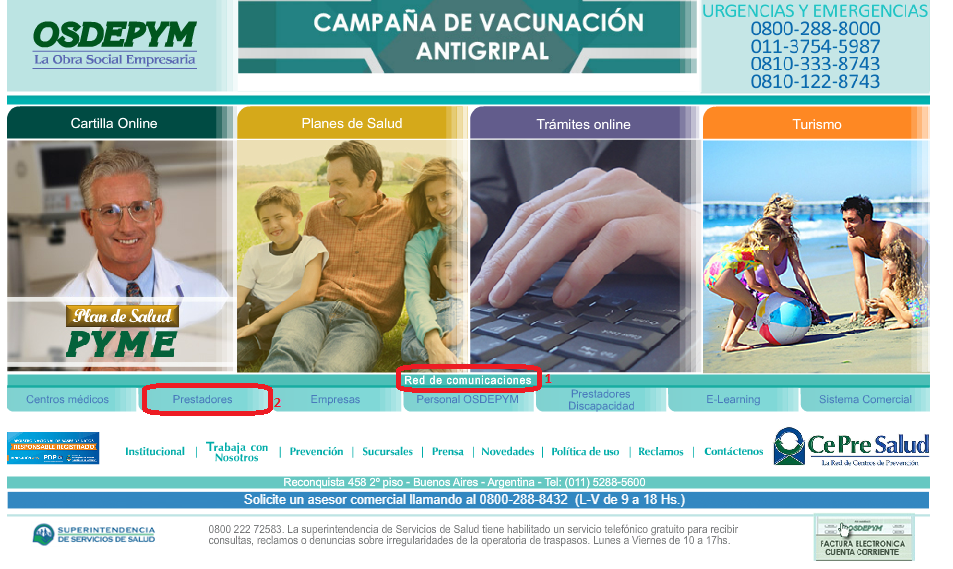 OSDEPYM
La Obra Social Empresaria
CAMPAÑA DE VACUNACIÓN
ANTIGRIPAL
URGENCIAS Y EMERGENCIAS
0800-288-8000
011-3754-5987
0810-333-8743
0810-122-8743
Cartilla Online
Planes de Salud
Trámites online
Turismo
Plan de Salud
PYME
Red de comunicaciones
1
Centros médicos
Prestadores
2
Empresas
Personal OSDEPYM
Prestadores
Discapacidad
E-Learning
Sistema Comercial
RESPONSABLE REGISTRADO
PDP
Institucional | Trabaja con Nosotros | Prevención | Sucursales | Prensa | Novedades | Política de uso | Reclamos | Contáctenos
CePre Salud
La Red de Centros de Prevención
Reconquista 458 2º piso - Buenos Aires - Argentina - Tel: (011) 5288-5600
Solicite un asesor comercial llamando al 0800-288-8432 (L-V de 9 a 18 Hs.)
SUPERINTENDENCIA
DE SERVICIOS DE SALUD
0800 222 72583. La superintendencia de Servicios de Salud tiene habilitado un servicio telefónico gratuito para recibir
consultas, reclamos o denuncias sobre irregularidades de la operatoria de traspasos. Lunes a Viernes de 10 a 17hs.
OSDEPYM
FACTURA ELECTRONICA
CUENTA CORRIENTE